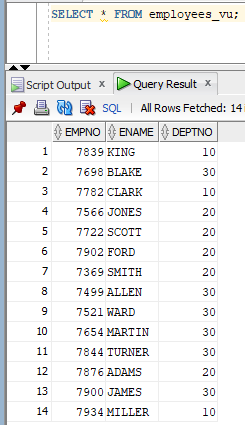 SELECT * FROM employees_vu;
Script Output x Query Result x
SQL | All Rows Fetched: 14
EMPNO ENAME DEPTNO
1 7839 KING 10
2 7698 BLAKE 30
3 7782 CLARK 10
4 7566 JONES 20
5 7722 SCOTT 20
6 7902 FORD 20
7 7369 SMITH 20
8 7499 ALLEN 30
9 7521 WARD 30
10 7654 MARTIN 30
11 7844 TURNER 30
12 7876 ADAMS 20
13 7900 JAMES 30
14 7934 MILLER 10